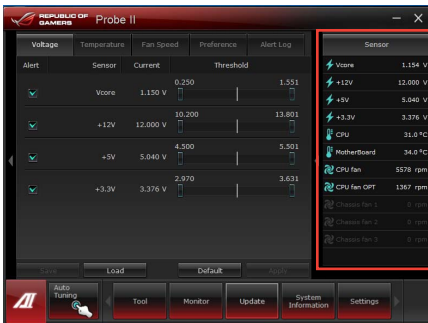 REPUBLIC OF GAMERS Probe II
Voltage Temperature Fan Speed Preference Alert Log
Alert Sensor Current Threshold
Vcore 1.150 V 0.250 1.551
+12V 12.000 V 10.200 13.801
+5V 5.040 V 4.500 5.501
+3.3V 3.376 V 2.970 3.631
Save Load Default Apply
Sensor
Vcore 1.154 V
+12V 12.000 V
+5V 5.040 V
+3.3V 3.376 V
CPU 31.0 °C
MotherBoard 34.0 °C
CPU fan 5578 rpm
CPU fan OPT 1367 rpm
Chassis fan 1 0 rpm
Chassis fan 2 0 rpm
Chassis fan 3 0 rpm
Auto Tuning Tool Monitor Update System Information Settings